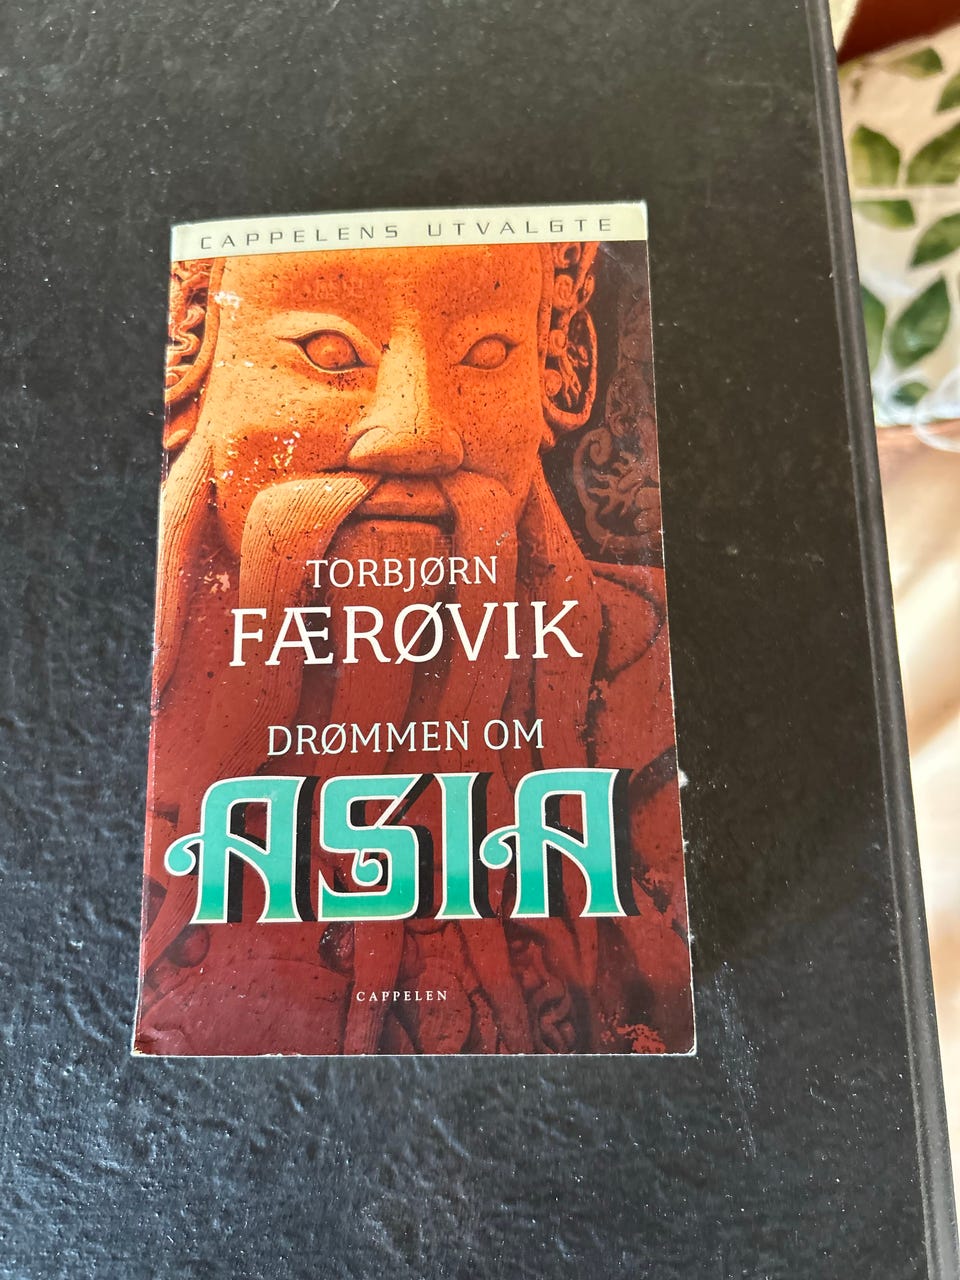 CAPPELENS UTVALGTE
TORBJØRN
FÆRØVIK
DRØMMEN OM
ASIA
CAPPELEN